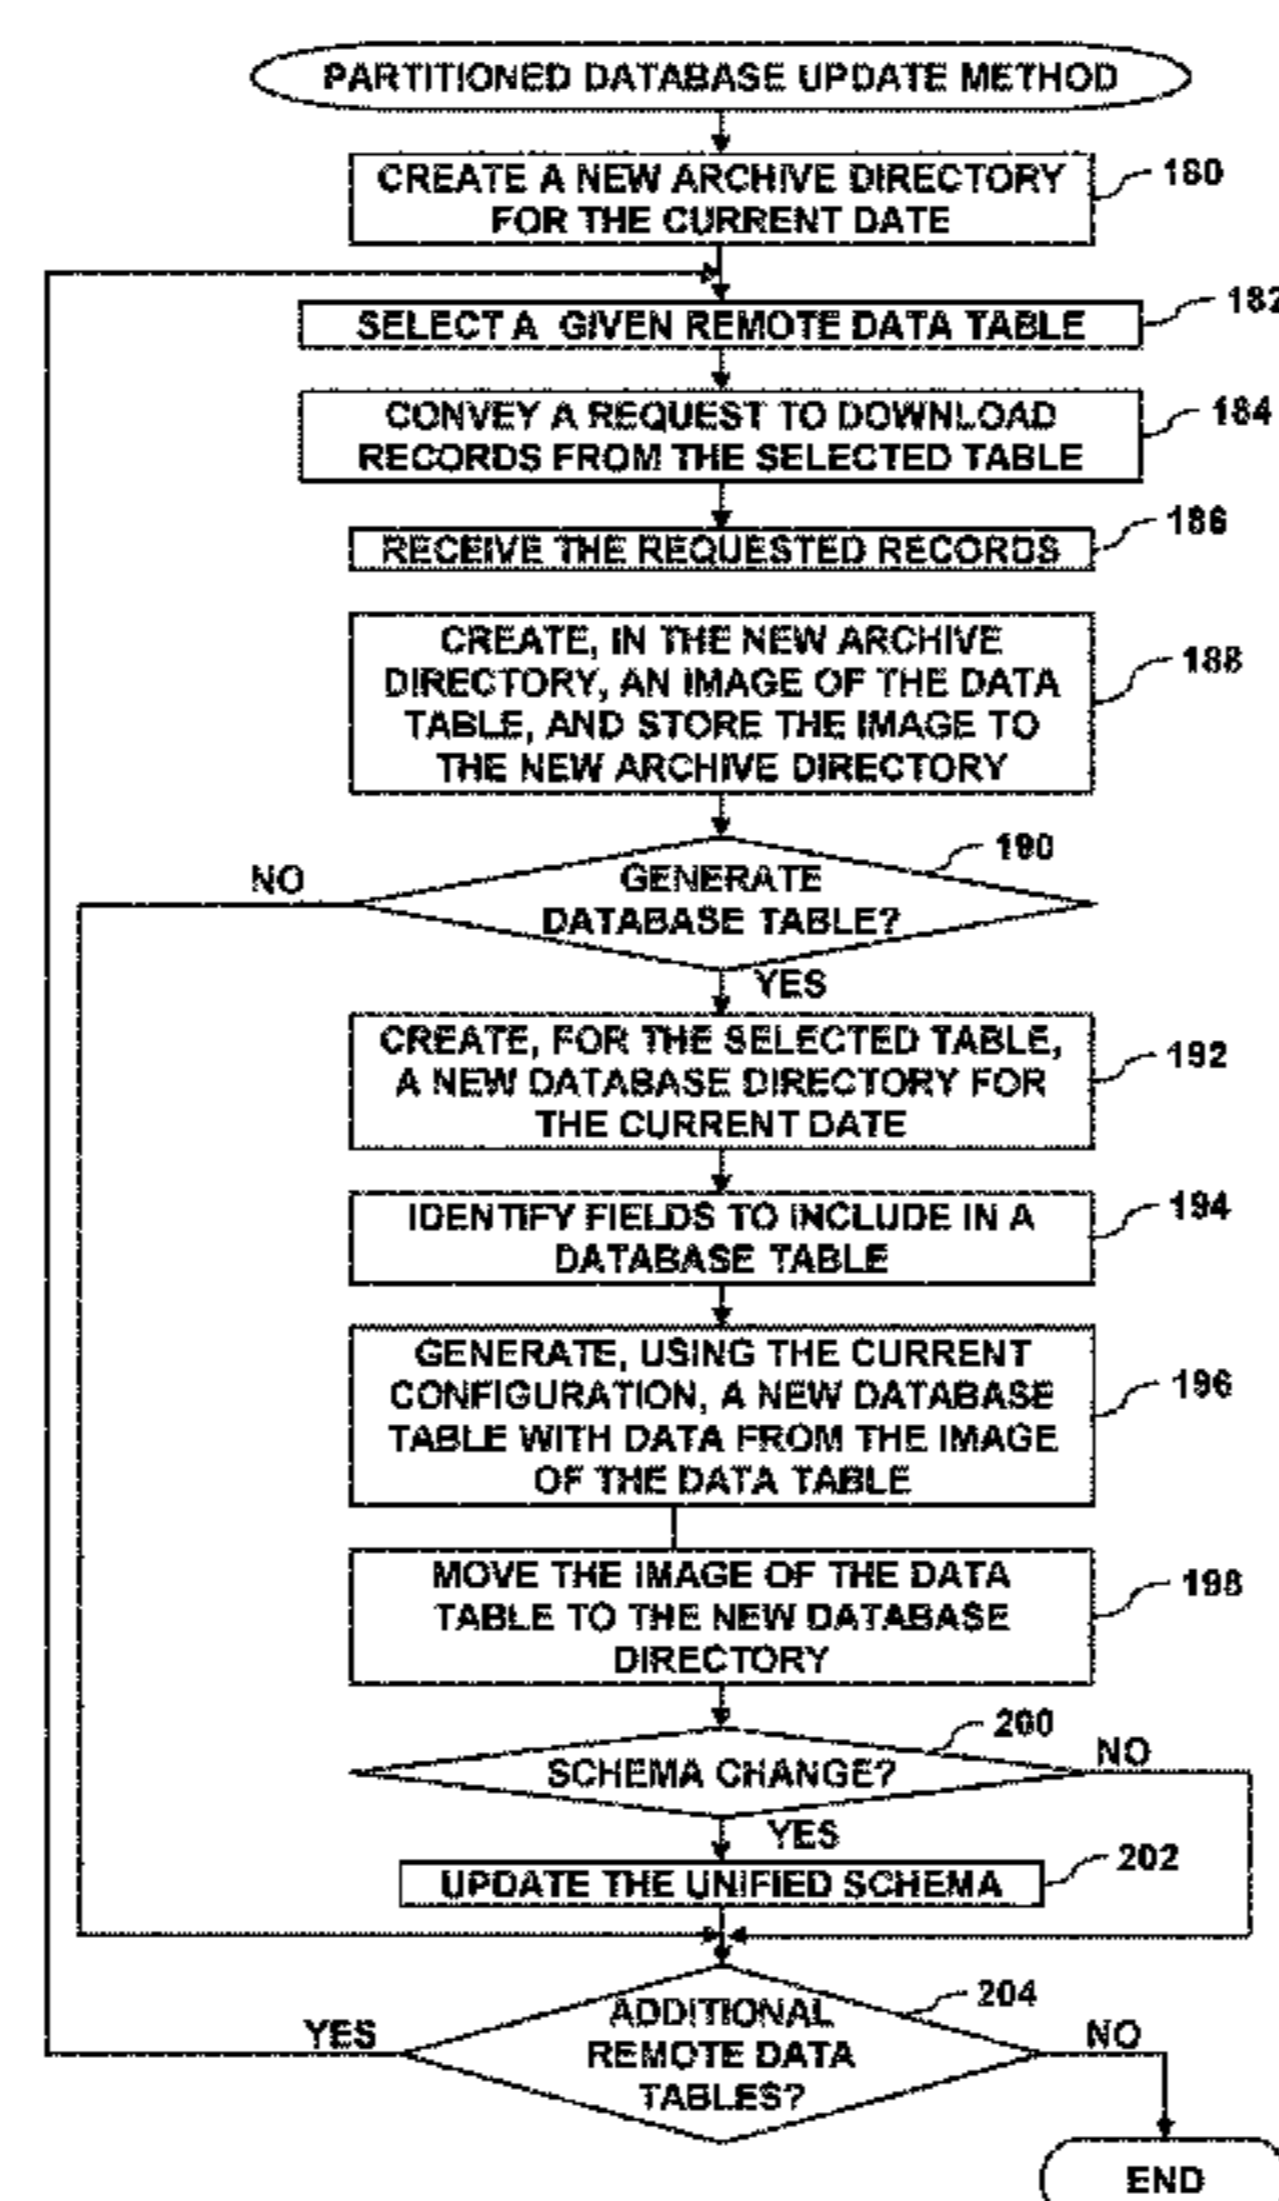 PARTITIONED DATABASE UPDATE METHOD
CREATE A NEW ARCHIVE DIRECTORY
FOR THE CURRENT DATE
180
SELECT A GIVEN REMOTE DATA TABLE
182
CONVEY A REQUEST TO DOWNLOAD
RECORDS FROM THE SELECTED TABLE
184
RECEIVE THE REQUESTED RECORDS
186
CREATE, IN THE NEW ARCHIVE
DIRECTORY, AN IMAGE OF THE DATA
TABLE, AND STORE THE IMAGE TO
THE NEW ARCHIVE DIRECTORY
188
GENERATE
DATABASE TABLE?
190
NO
YES
CREATE, FOR THE SELECTED TABLE,
A NEW DATABASE DIRECTORY FOR
THE CURRENT DATE
192
IDENTIFY FIELDS TO INCLUDE IN A
DATABASE TABLE
194
GENERATE, USING THE CURRENT
CONFIGURATION, A NEW DATABASE
TABLE WITH DATA FROM THE IMAGE
OF THE DATA TABLE
196
MOVE THE IMAGE OF THE DATA
TABLE TO THE NEW DATABASE
DIRECTORY
198
SCHEMA CHANGE?
200
NO
YES
UPDATE THE UNIFIED SCHEMA
202
ADDITIONAL
REMOTE DATA
TABLES?
204
YES
NO
END